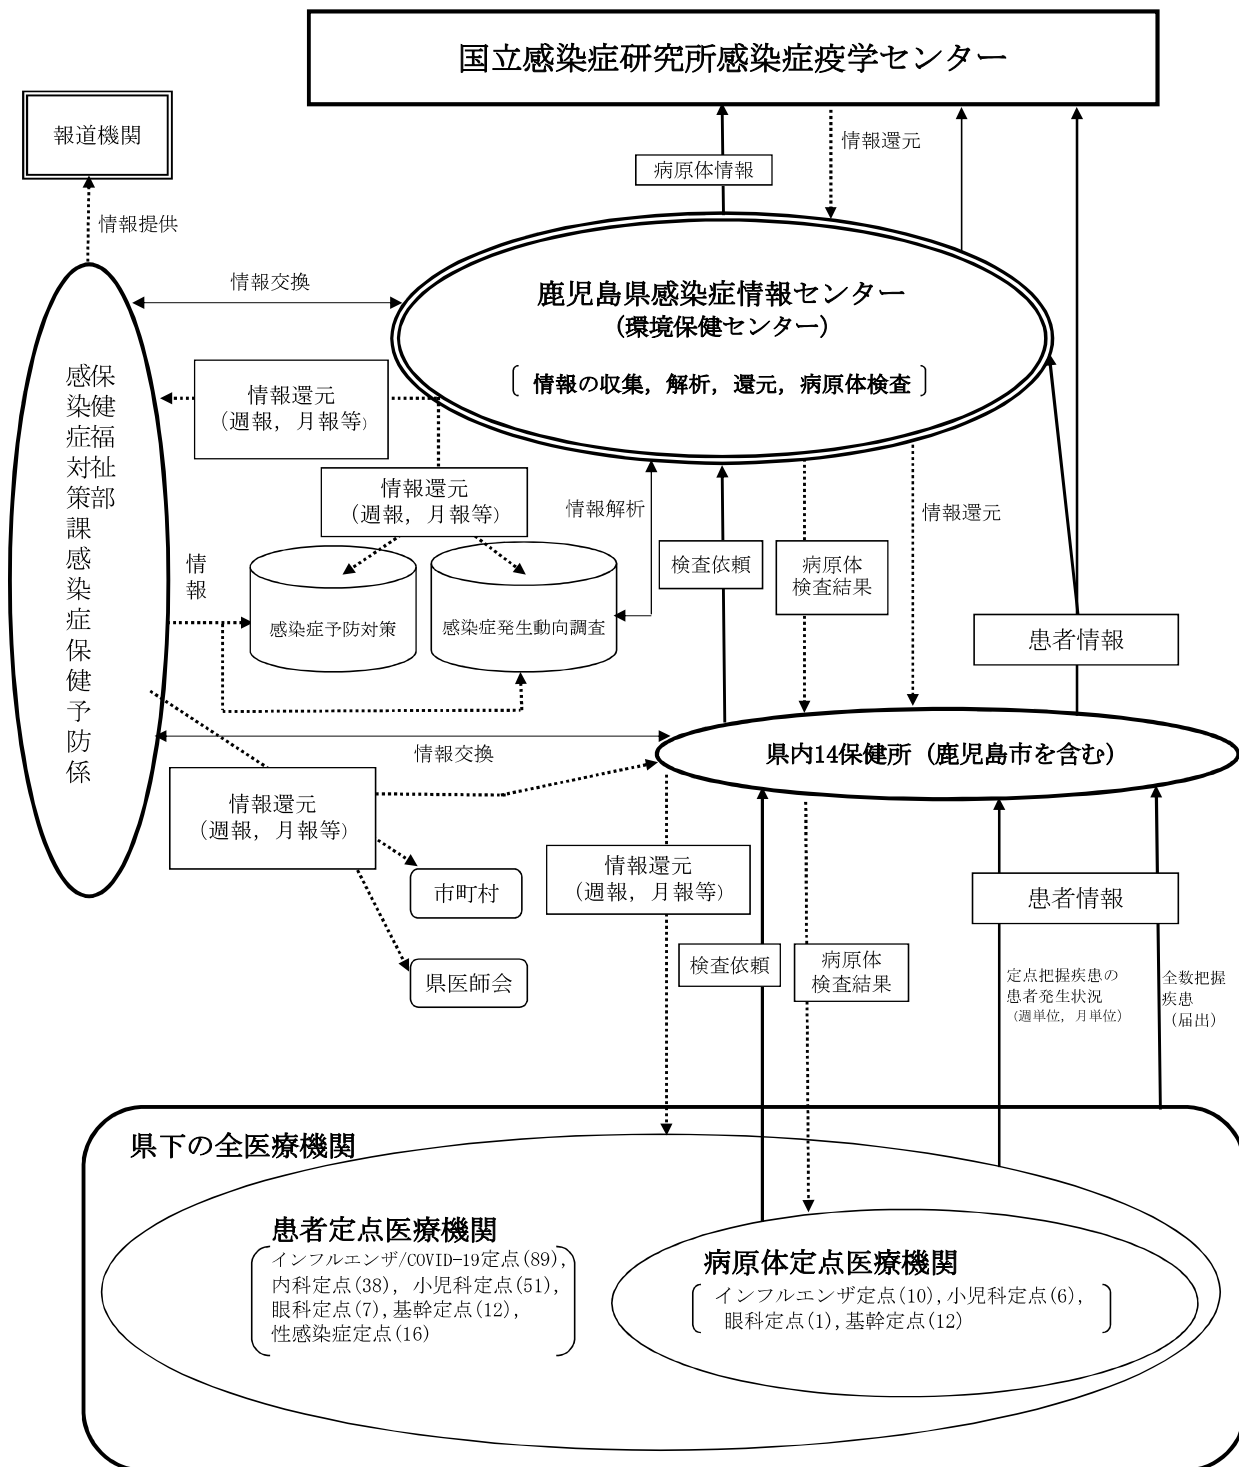 国立感染症研究所感染症疫学センター
報道機関
情報還元
病原体情報
情報提供
情報交換
鹿児島県感染症情報センター
（環境保健センター）
情報の収集，解析，還元，病原体検査
保健福祉部
感染症対策課感染症保健予防係
情報還元
（週報，月報等）
情報還元
（週報，月報等）
情報解析
情報還元
検査依頼
病原体
検査結果
情報
感染症予防対策
感染症発生動向調査
患者情報
情報交換
県内14保健所（鹿児島市を含む）
情報還元
（週報，月報等）
市町村
県医師会
情報還元
（週報，月報等）
検査依頼
病原体
検査結果
患者情報
定点把握疾患の
患者発生状況
（週単位，月単位）
全数把握
疾患
（届出）
県下の全医療機関
患者定点医療機関
インフルエンザ/COVID-19定点(89),
内科定点(38)，小児科定点(51),
眼科定点(7),基幹定点(12),
性感染症定点(16)
病原体定点医療機関
インフルエンザ定点(10),小児科定点(6),
眼科定点(1),基幹定点(12)